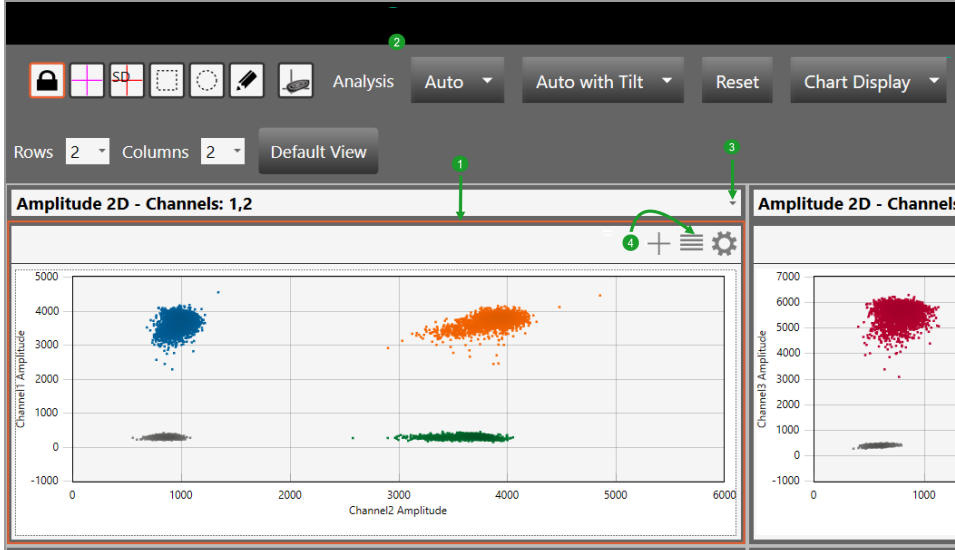 2
SD
Analysis
Auto
Auto with Tilt
Reset
Chart Display
Rows 2 Columns 2 Default View
1
3
Amplitude 2D - Channels: 1,2
Amplitude 2D - Channels
4
5000
4000
3000
2000
1000
0
-1000
Channel1 Amplitude
0 1000 2000 3000 4000 5000 6000
Channel2 Amplitude
7000
6000
5000
4000
3000
2000
1000
0
-1000
Channel3 Amplitude
0 1000